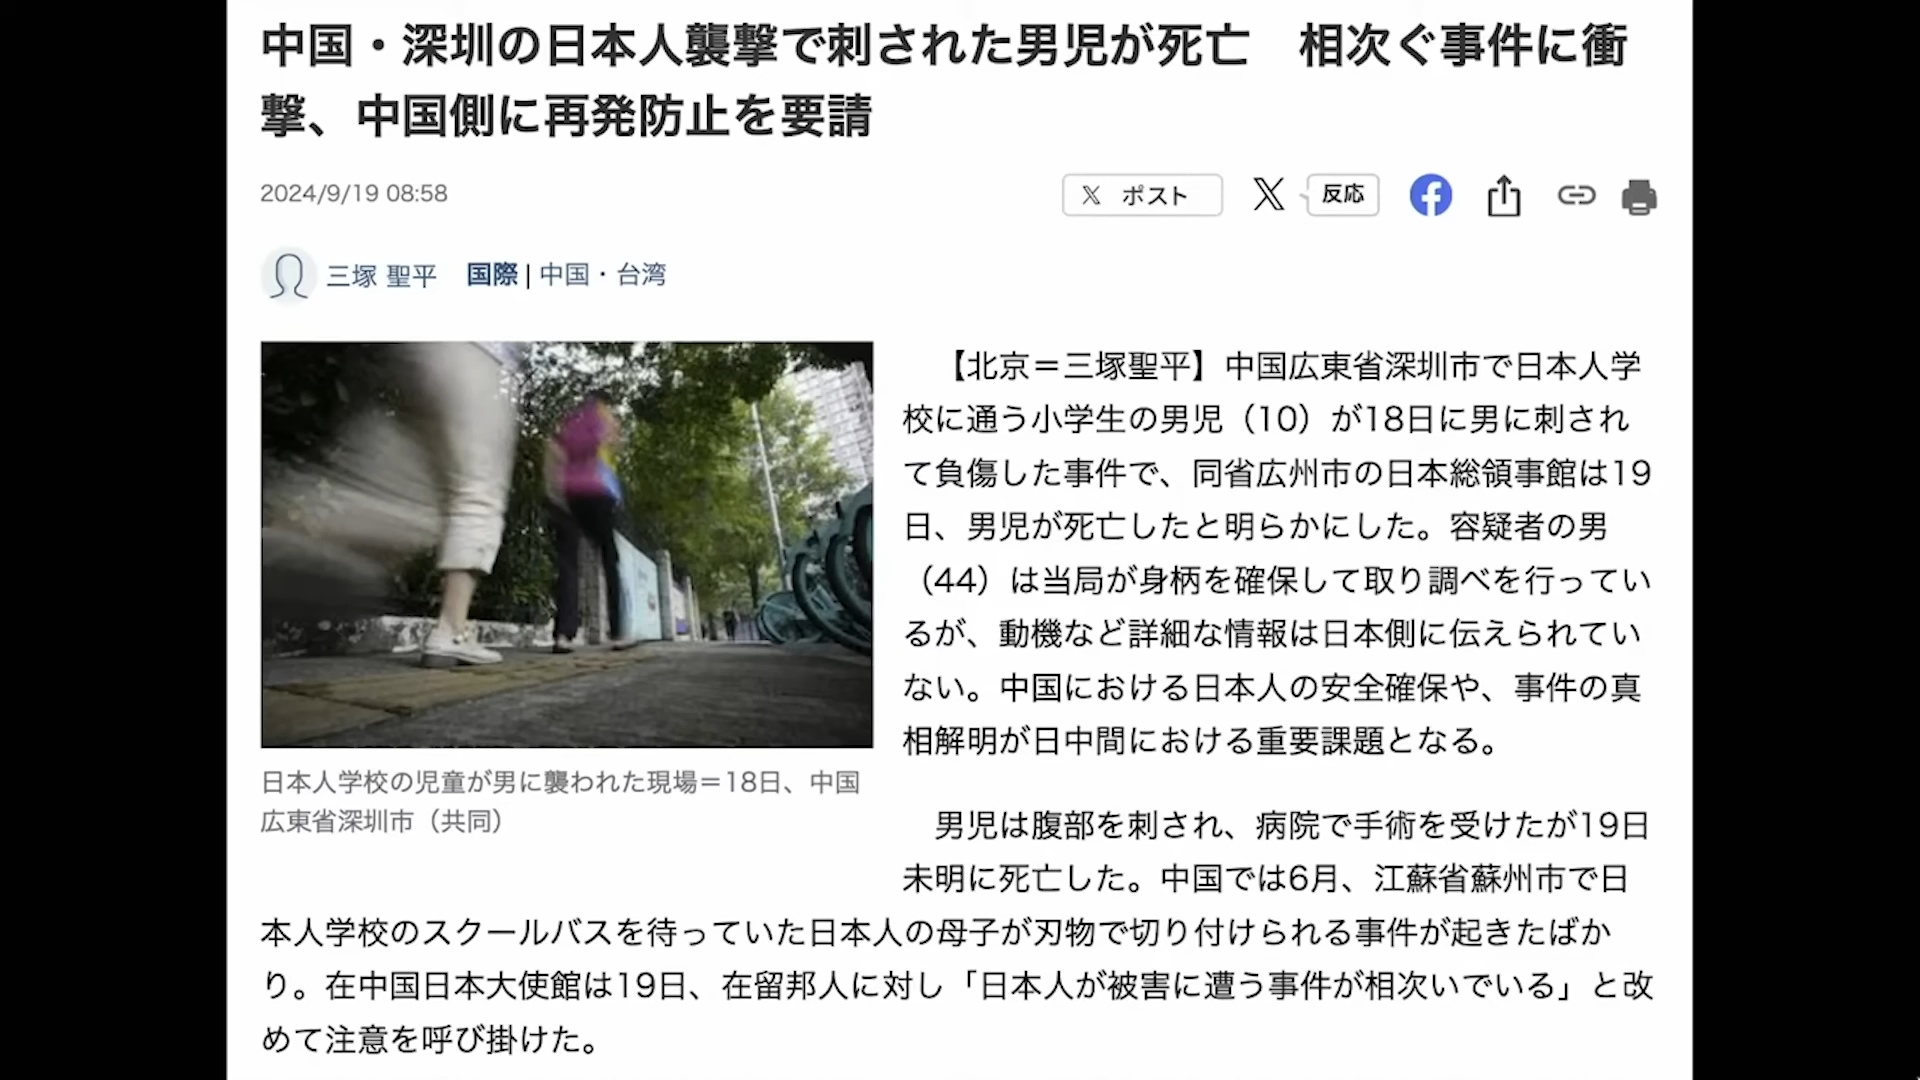 中国・深圳の日本人襲撃で刺された男児が死亡　相次ぐ事件に衝
撃、中国側に再発防止を要請
2024/9/19 08:58
X ポスト
X 反応
三塚 聖平　国際 | 中国・台湾
【北京＝三塚聖平】中国広東省深圳市で日本人学
校に通う小学生の男児（10）が18日に男に刺され
て負傷した事件で、同省広州市の日本総領事館は19
日、男児が死亡したと明らかにした。容疑者の男
（44）は当局が身柄を確保して取り調べを行ってい
るが、動機など詳細な情報は日本側に伝えられてい
ない。中国における日本人の安全確保や、事件の真
相解明が日中間における重要課題となる。
日本人学校の児童が男に襲われた現場＝18日、中国
広東省深圳市（共同）
男児は腹部を刺され、病院で手術を受けたが19日
未明に死亡した。中国では6月、江蘇省蘇州市で日
本人学校のスクールバスを待っていた日本人の母子が刃物で切り付けられる事件が起きたばか
り。在中国日本大使館は19日、在留邦人に対し「日本人が被害に遭う事件が相次いでいる」と改
めて注意を呼び掛けた。